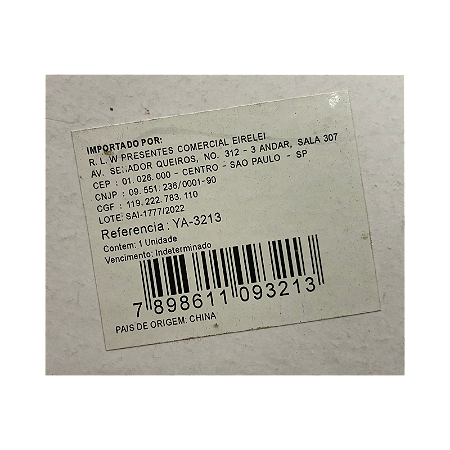 IMPORTADO POR:
R. L. W PRESENTES COMERCIAL EIRELEI
AV. SENADOR QUEIROS, NO. 312 - 3 ANDAR, SALA 307
CEP : 01. 026. 000 - CENTRO - SAO PAULO - SP
CNJP : 09. 551. 236/0001-90
CGF : 119. 222. 783. 110
LOTE: SAI-1777/2022
Referencia : YA-3213
Contem: 1 Unidade
Vencimento: Indeterminado
7 898611 093213
PAIS DE ORIGEM: CHINA